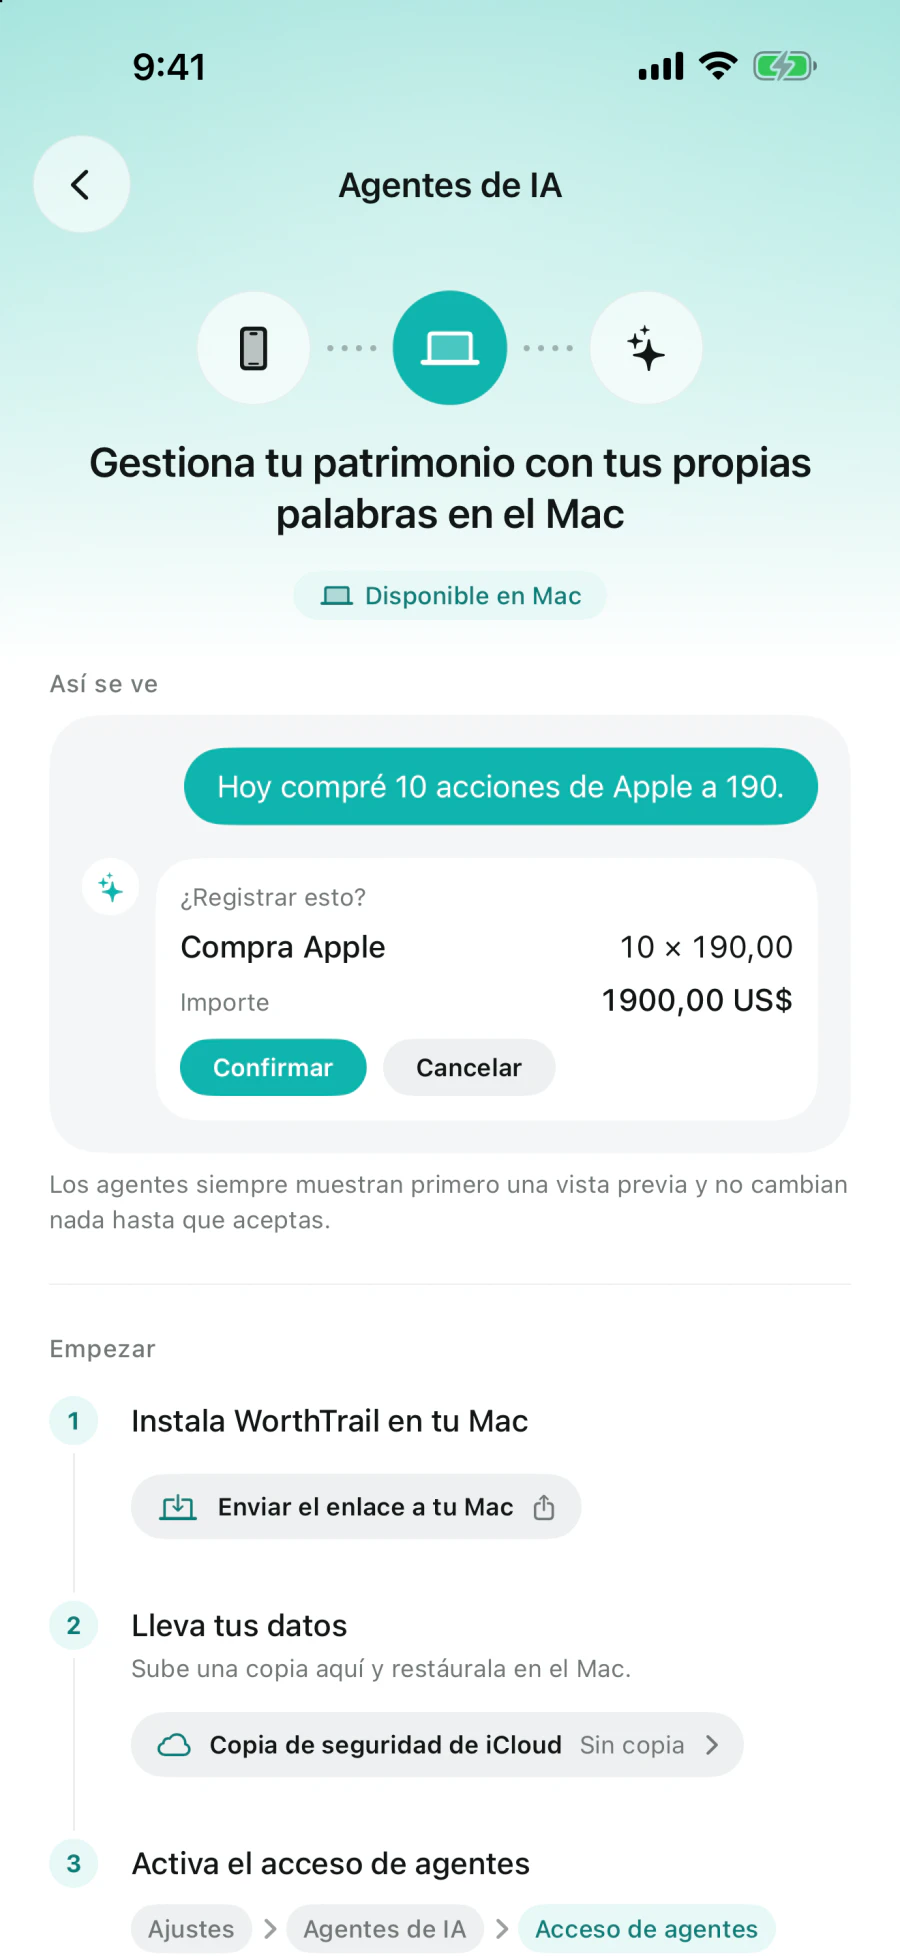 9:41
Agentes de IA
Gestiona tu patrimonio con tus propias
palabras en el Mac
Disponible en Mac
Así se ve
Hoy compré 10 acciones de Apple a 190.
¿Registrar esto?
Compra Apple 10 × 190,00
Importe 1900,00 US$
Confirmar Cancelar
Los agentes siempre muestran primero una vista previa y no cambian
nada hasta que aceptas.
Empezar
1 Instala WorthTrail en tu Mac
Enviar el enlace a tu Mac
2 Lleva tus datos
Sube una copia aquí y restáurala en el Mac.
Copia de seguridad de iCloud Sin copia
3 Activa el acceso de agentes
Ajustes Agentes de IA Acceso de agentes